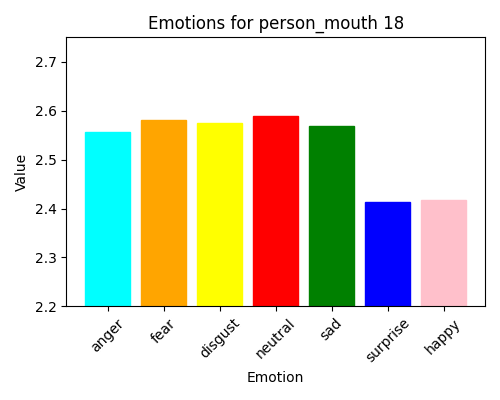 Emotions for person_mouth 18
2.7
2.6
2.5
2.4
2.3
2.2
Value
anger
fear
disgust
neutral
sad
surprise
happy
Emotion